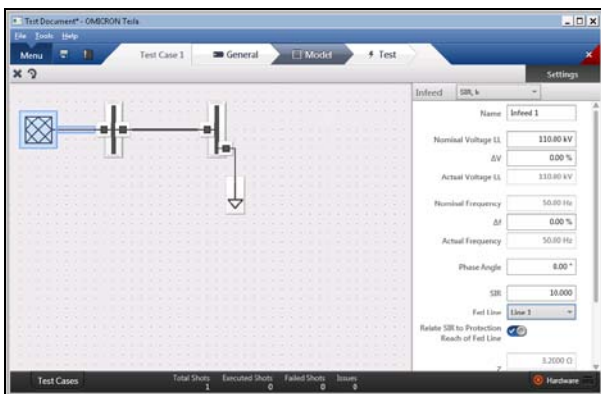 Test Document* - OMICRON Tesla
File Tools Help
Menu Test Case 1 General Model Test
Settings
Infeed SIR, k
Name Infeed 1
Nominal Voltage LL 110.00 kV
ΔV 0.00 %
Actual Voltage LL 110.00 kV
Nominal Frequency 50.00 Hz
Δf 0.00 %
Actual Frequency 50.00 Hz
Phase Angle 0.00 °
SIR 10.000
Fed Line Line 1
Relate SIR to Protection
Reach of Fed Line
3.2000 Ω
Z
Test Cases
Total Shots Executed Shots Failed Shots Issues
1 0 0 0
Hardware